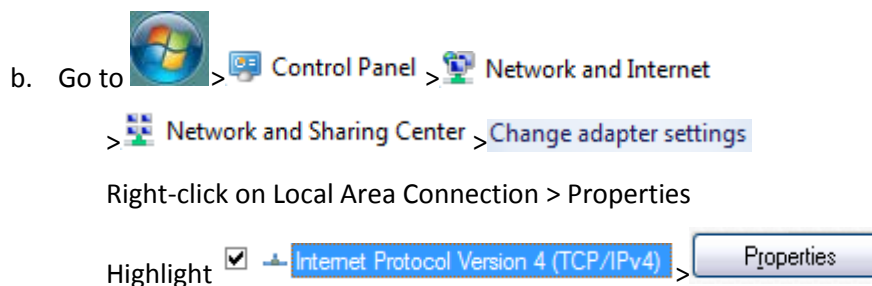 b. Go to > Control Panel > Network and Internet
> Network and Sharing Center > Change adapter settings
Right-click on Local Area Connection > Properties
Highlight Internet Protocol Version 4 (TCP/IPv4) > Properties